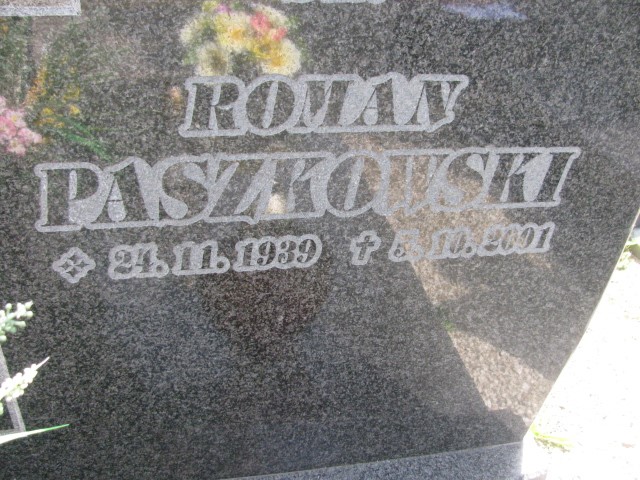 ROMAN
PASZKOWSKI
24. 11. 1939 † 5. 10. 2001